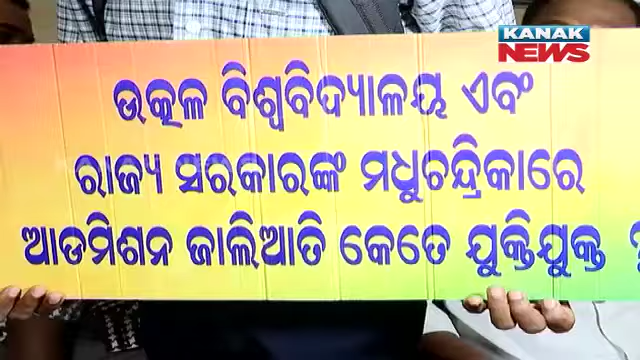 KANAK
NEWS
ଉତ୍କଳ ବିଶ୍ୱବିଦ୍ୟାଳୟ ଏବଂ
ରାଜ୍ୟ ସରକାରଙ୍କ ମଧୁଚନ୍ଦ୍ରିକାରେ
ଆଡମିଶନ ଜାଲିଆତି କେତେ ଯୁକ୍ତିଯୁକ୍ତ